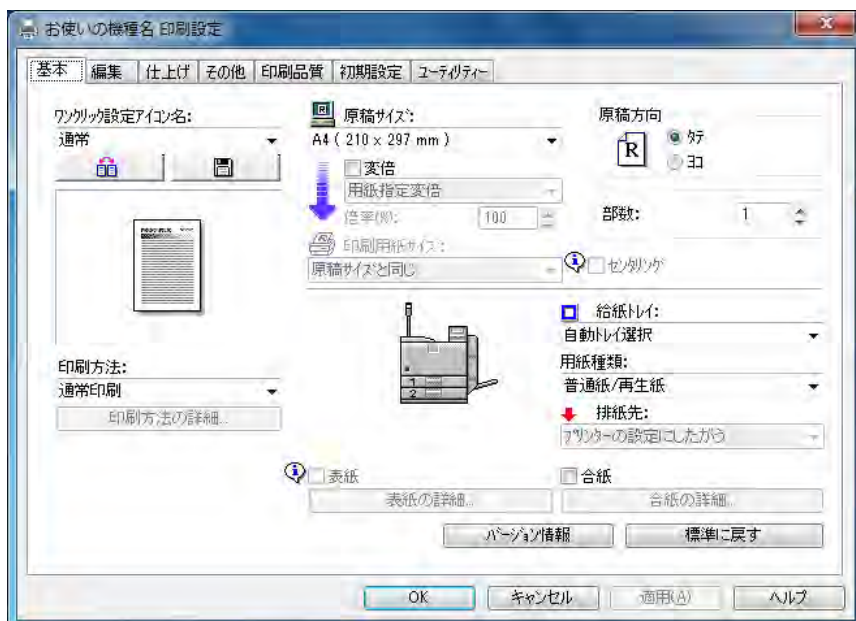 お使いの機種名 印刷設定
基本 編集 仕上げ その他 印刷品質 初期設定 ユーティリティー
ワンクリック設定アイコン名:
通常
原稿サイズ:
A4 ( 210 x 297 mm )
変倍
用紙指定変倍
倍率(%): 100
印刷用紙サイズ:
原稿サイズと同じ
原稿方向
R
タテ
ヨコ
部数: 1
センタリング
印刷方法:
通常印刷
印刷方法の詳細...
1
2
給紙トレイ:
自動トレイ選択
用紙種類:
普通紙/再生紙
排紙先:
プリンターの設定にしたがう
表紙
表紙の詳細...
合紙
合紙の詳細...
バージョン情報 標準に戻す
OK キャンセル 適用(A) ヘルプ